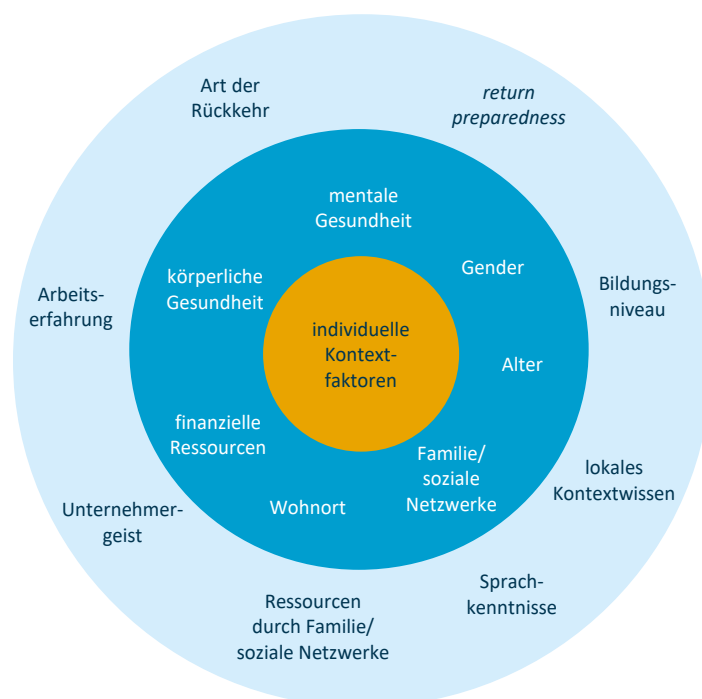 Art der
Rückkehr
return
preparedness
mentale
Gesundheit
Gender
körperliche
Gesundheit
Arbeits-
erfahrung
Bildungs-
niveau
individuelle
Kontext-
faktoren
Alter
finanzielle
Ressourcen
Familie/
soziale
Netzwerke
lokales
Kontextwissen
Wohnort
Unternehmer-
geist
Sprach-
kenntnisse
Ressourcen
durch Familie/
soziale Netzwerke